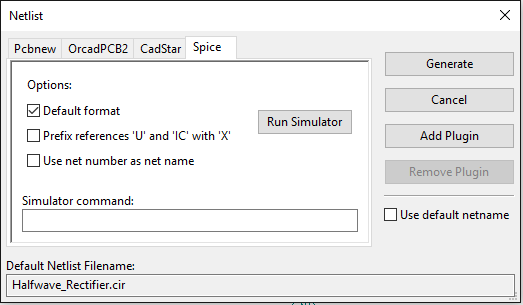 Netlist
Pcbnew OrcadPCB2 CadStar Spice
Options:
Default format
Prefix references 'U' and 'IC' with 'X'
Use net number as net name
Run Simulator
Simulator command:
Generate
Cancel
Add Plugin
Remove Plugin
Use default netname
Default Netlist Filename:
Halfwave_Rectifier.cir